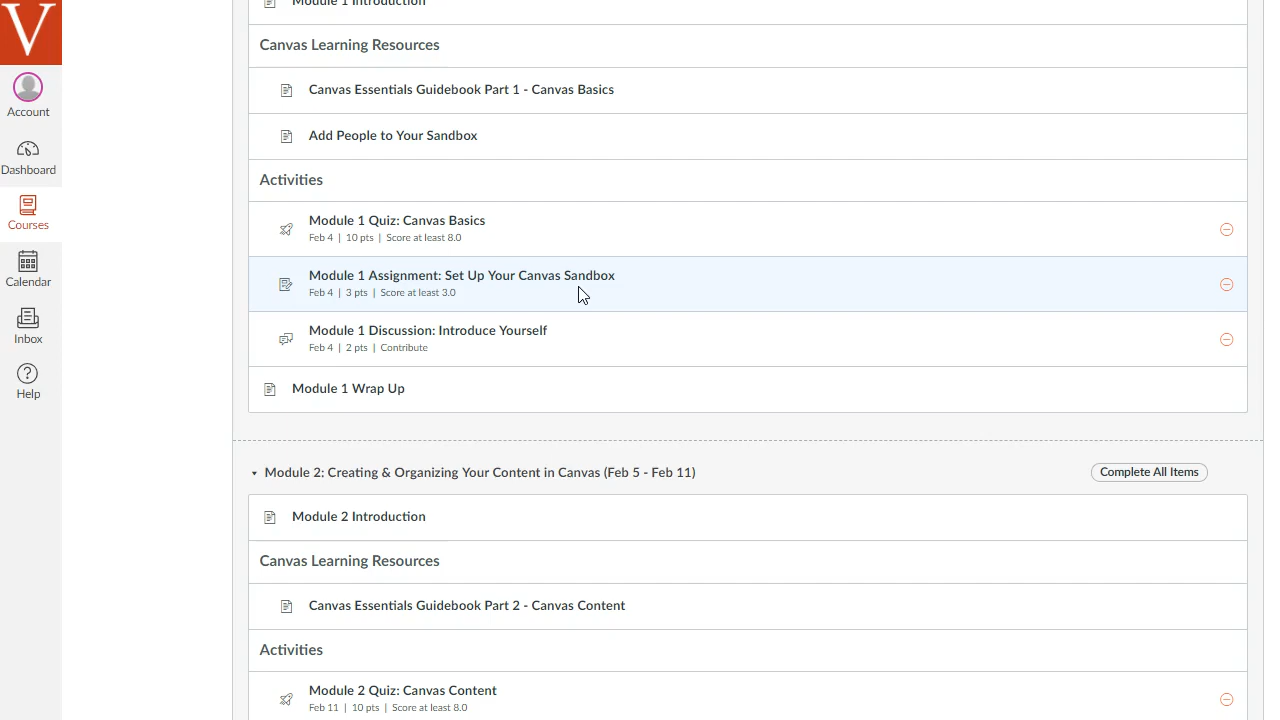 Module 1 Introduction
V
Account
Dashboard
Courses
Calendar
Inbox
Help
Canvas Learning Resources
Canvas Essentials Guidebook Part 1 - Canvas Basics
Add People to Your Sandbox
Activities
Module 1 Quiz: Canvas Basics
Feb 4 | 10 pts | Score at least 8.0
Module 1 Assignment: Set Up Your Canvas Sandbox
Feb 4 | 3 pts | Score at least 3.0
Module 1 Discussion: Introduce Yourself
Feb 4 | 2 pts | Contribute
Module 1 Wrap Up
Module 2: Creating & Organizing Your Content in Canvas (Feb 5 - Feb 11)
Complete All Items
Module 2 Introduction
Canvas Learning Resources
Canvas Essentials Guidebook Part 2 - Canvas Content
Activities
Module 2 Quiz: Canvas Content
Feb 11 | 10 pts | Score at least 8.0